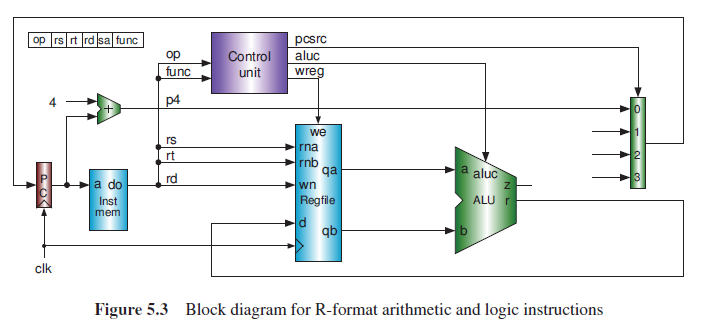 op rs rt rd sa func
op
func
Control
unit
pcsrc
aluc
wreg
4
+
p4
0
1
2
3
rs
rt
rd
we
rna
rnb
qa
wn
Regfile
d
qb
a
aluc
z
ALU
r
b
PC
a do
Inst
mem
clk
Figure 5.3 Block diagram for R-format arithmetic and logic instructions